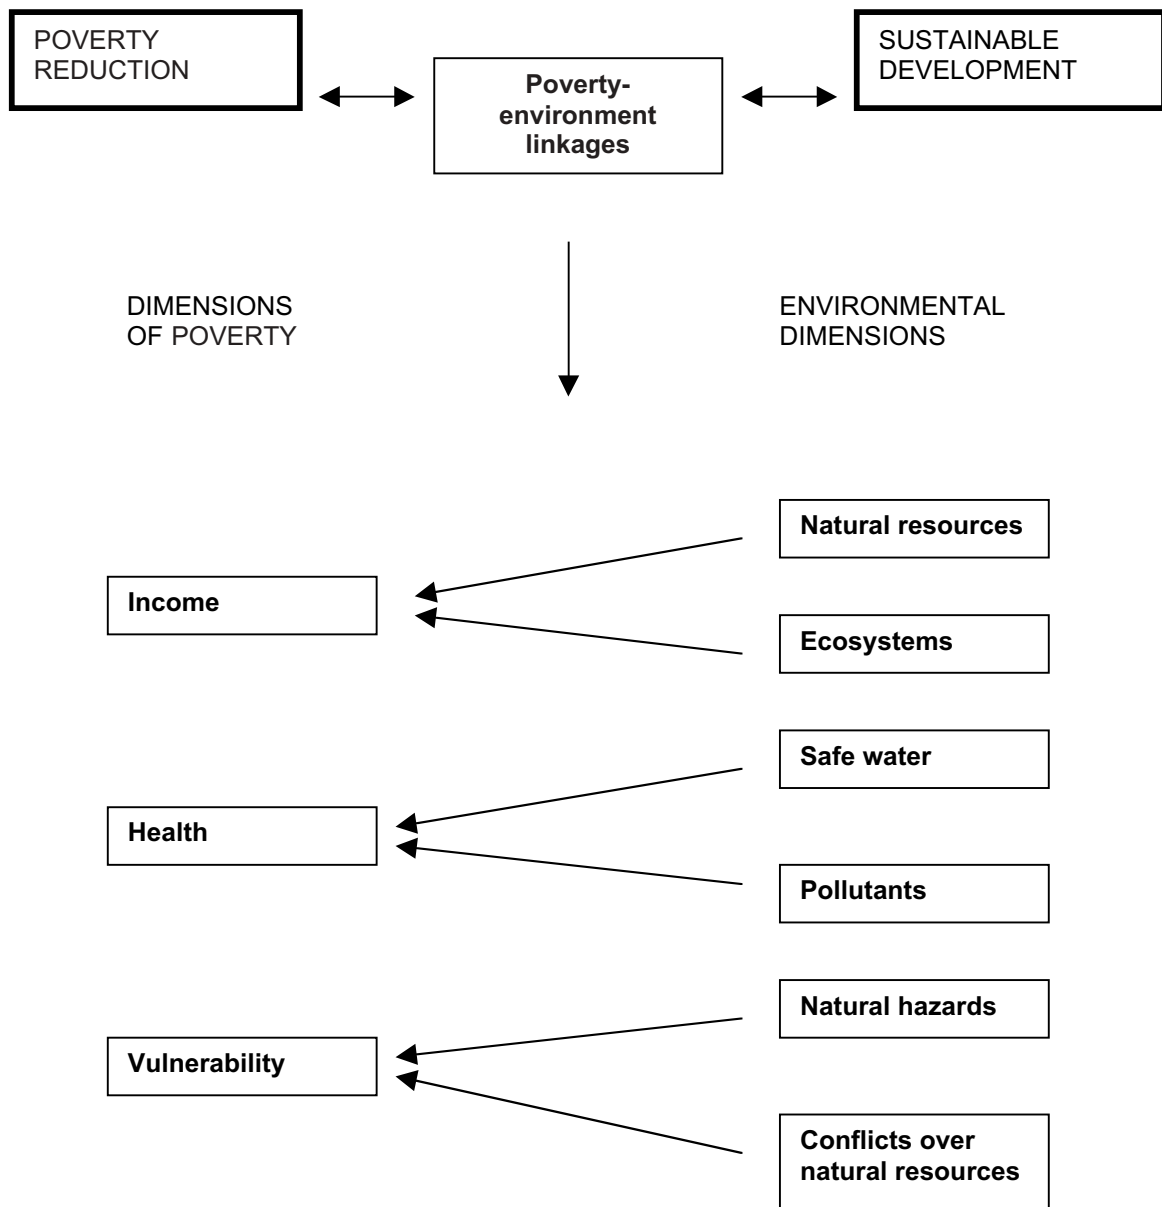 POVERTY
REDUCTION
Poverty-
environment
linkages
SUSTAINABLE
DEVELOPMENT
DIMENSIONS
OF POVERTY
ENVIRONMENTAL
DIMENSIONS
Natural resources
Income
Ecosystems
Safe water
Health
Pollutants
Natural hazards
Vulnerability
Conflicts over
natural resources